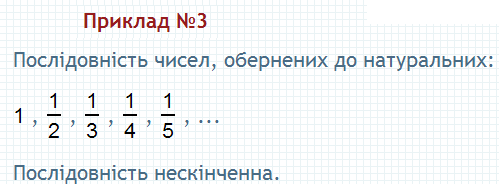 Приклад №3
Послідовність чисел, обернених до натуральних:
1 , 1/2 , 1/3 , 1/4 , 1/5 , ...
Послідовність нескінченна.